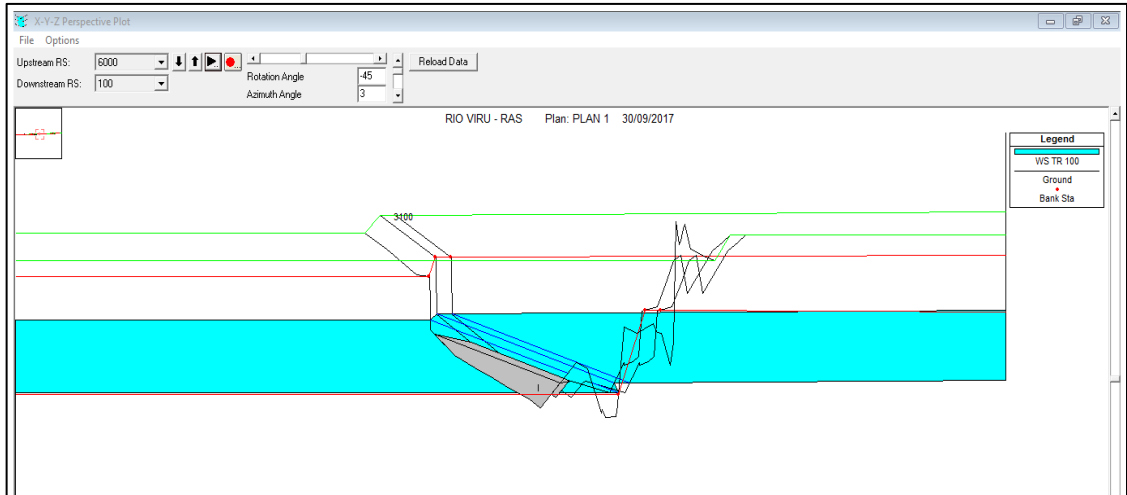 X-Y-Z Perspective Plot
File Options
Upstream RS: 6000
Reload Data
Rotation Angle -45
Downstream RS: 100
Azimuth Angle 3
RIO VIRU - RAS Plan: PLAN 1 30/09/2017
Legend
WS TR 100
Ground
Bank Sta
3100